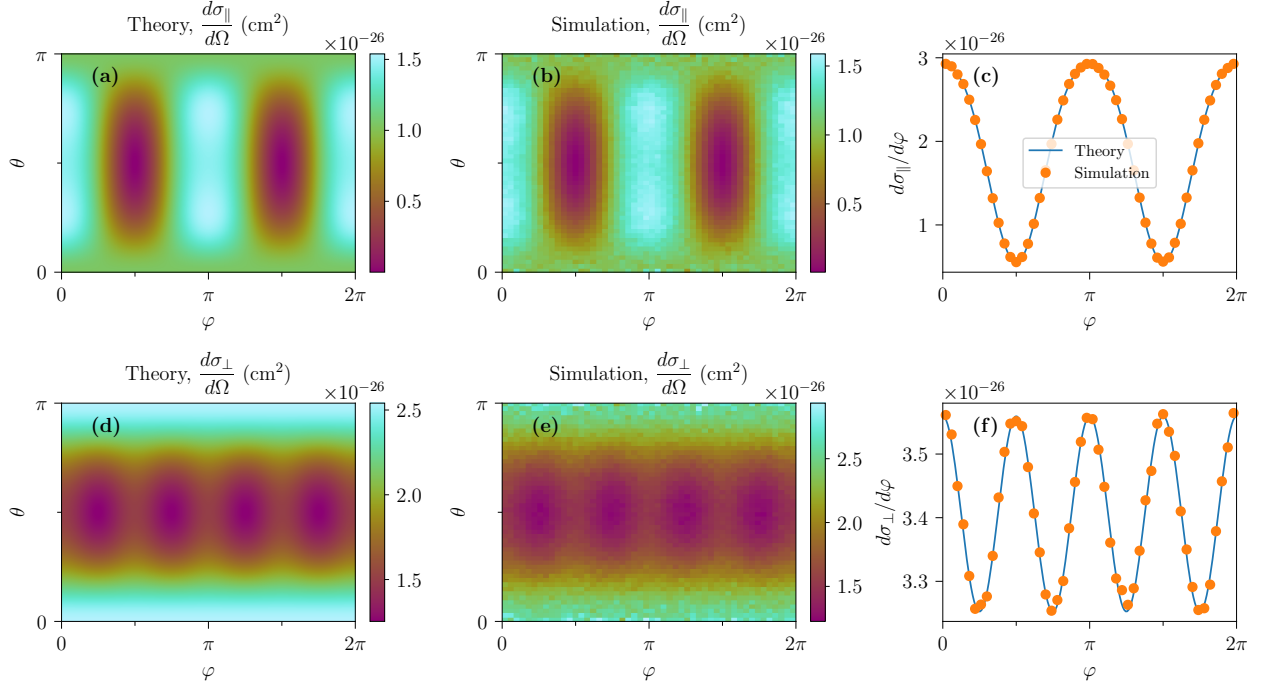 Theory, dσ∥/dΩ (cm²)
×10⁻²⁶
(a)
π
θ
0
0 π 2π
φ
1.5
1.0
0.5
Simulation, dσ∥/dΩ (cm²)
×10⁻²⁶
(b)
π
θ
0
0 π 2π
φ
1.5
1.0
0.5
×10⁻²⁶
(c)
3
2
1
dσ∥/dφ
Theory
Simulation
0 π 2π
φ
Theory, dσ⊥/dΩ (cm²)
×10⁻²⁶
(d)
π
θ
0
0 π 2π
φ
2.5
2.0
1.5
Simulation, dσ⊥/dΩ (cm²)
×10⁻²⁶
(e)
π
θ
0
0 π 2π
φ
2.5
2.0
1.5
×10⁻²⁶
(f)
3.5
3.4
3.3
dσ⊥/dφ
0 π 2π
φ